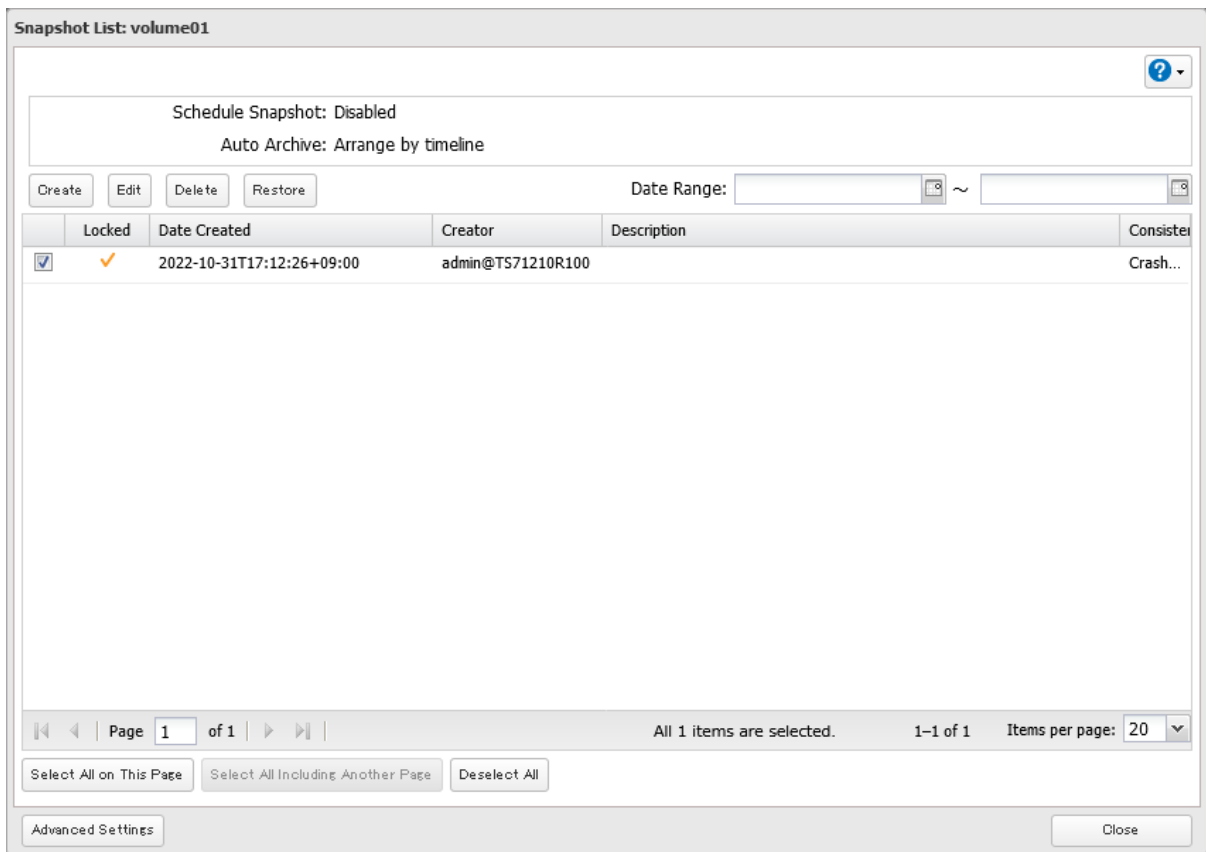 Snapshot List: volume01
Schedule Snapshot: Disabled
Auto Archive: Arrange by timeline
Create Edit Delete Restore Date Range: ~
Locked Date Created Creator Description Consister
2022-10-31T17:12:26+09:00 admin@TS71210R100 Crash...
Page 1 of 1 All 1 items are selected. 1–1 of 1 Items per page: 20
Select All on This Page Select All Including Another Page Deselect All
Advanced Settings Close